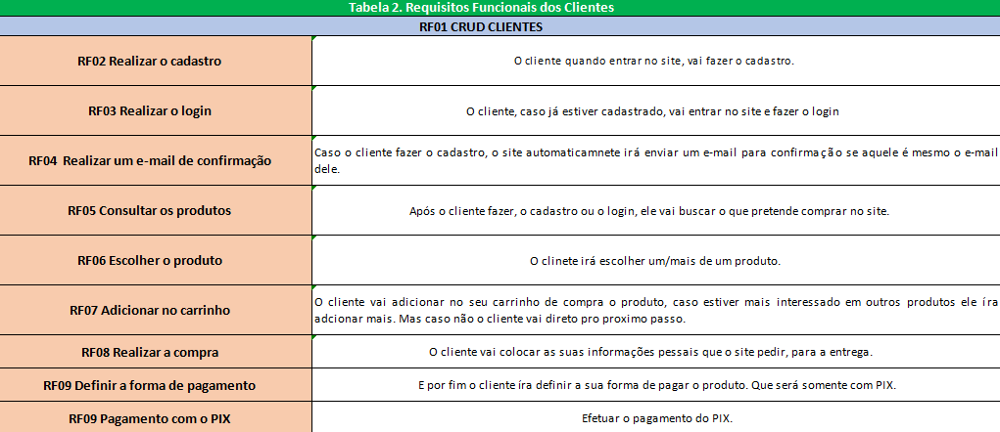 Tabela 2. Requisitos Funcionais dos Clientes
RF01 CRUD CLIENTES
RF02 Realizar o cadastro
O cliente quando entrar no site, vai fazer o cadastro.
RF03 Realizar o login
O cliente, caso já estiver cadastrado, vai entrar no site e fazer o login
RF04 Realizar um e-mail de confirmação
Caso o cliente fazer o cadastro, o site automaticamnete irá enviar um e-mail para confirmação se aquele é mesmo o e-mail
dele.
RF05 Consultar os produtos
Após o cliente fazer, o cadastro ou o login, ele vai buscar o que pretende comprar no site.
RF06 Escolher o produto
O clinete irá escolher um/mais de um produto.
RF07 Adicionar no carrinho
O cliente vai adicionar no seu carrinho de compra o produto, caso estiver mais interessado em outros produtos ele íra
adcionar mais. Mas caso não o cliente vai direto pro proximo passo.
RF08 Realizar a compra
O cliente vai colocar as suas informações pessais que o site pedir, para a entrega.
RF09 Definir a forma de pagamento
E por fim o cliente íra definir a sua forma de pagar o produto. Que será somente com PIX.
RF09 Pagamento com o PIX
Efetuar o pagamento do PIX.